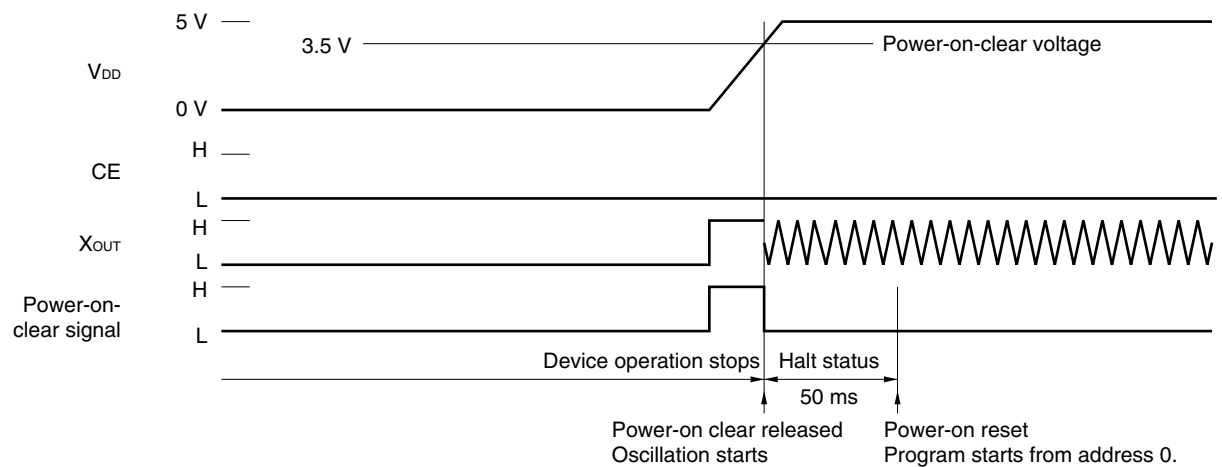 5 V
3.5 V
Power-on-clear voltage
VDD
0 V
H
CE
L
H
XOUT
L
H
Power-on-
clear signal
L
Device operation stops
Halt status
50 ms
Power-on clear released
Oscillation starts
Power-on reset
Program starts from address 0.